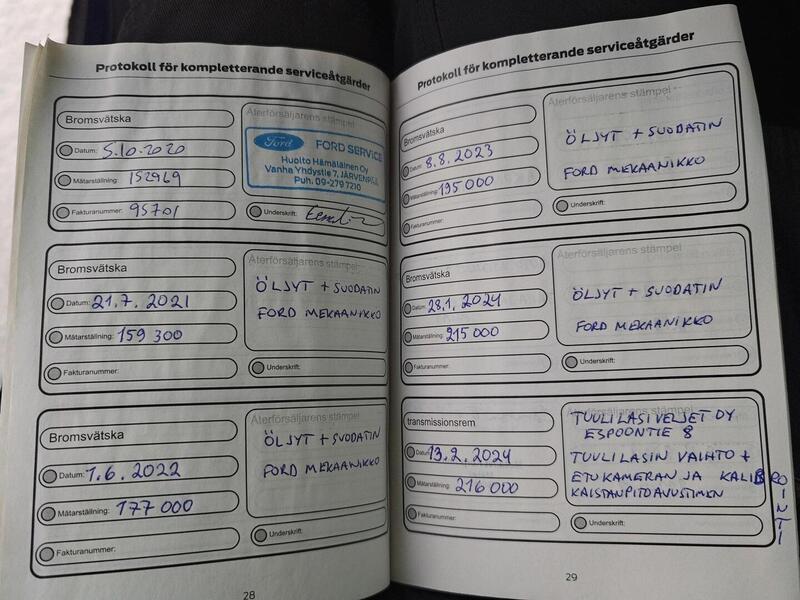 Protokoll för kompletterande serviceåtgärder
Bromsvätska
Datum: 5.10.2020
Mätarställning: 152969
Fakturanummer: 95701
Återförsäljarens stämpel
Ford FORD SERVICE
Huolto Hämäläinen Oy
Vanha Yhdystie 7, JÄRVENPÄÄ
Puh. 09-279 7210
Underskrift:
Bromsvätska
Datum: 21.7.2021
Mätarställning: 159 300
Fakturanummer:
Återförsäljarens stämpel
ÖLJYT + SUODATIN
FORD MEKAANIKKO
Underskrift:
Bromsvätska
Datum: 1.6.2022
Mätarställning: 177 000
Fakturanummer:
Återförsäljarens stämpel
ÖLJYT + SUODATIN
FORD MEKAANIKKO
Underskrift:
28
Protokoll för kompletterande serviceåtgärder
Bromsvätska
Datum: 8.8.2023
Mätarställning: 195 000
Fakturanummer:
Återförsäljarens stämpel
ÖLJYT + SUODATIN
FORD MEKAANIKKO
Underskrift:
Bromsvätska
Datum: 28.1.2024
Mätarställning: 215 000
Fakturanummer:
Återförsäljarens stämpel
ÖLJYT + SUODATIN
FORD MEKAANIKKO
Underskrift:
transmissionsrem
Datum: 13.2.2024
Mätarställning: 216 000
Fakturanummer:
Återförsäljarens stämpel
TUULILASIVELJET OY
ESPOONTIE 8
TUULILASIN VAIHTO +
ETUKAMERAN JA KALIBROINTI
KAISTANPITOAVUSTIMEN
Underskrift:
29